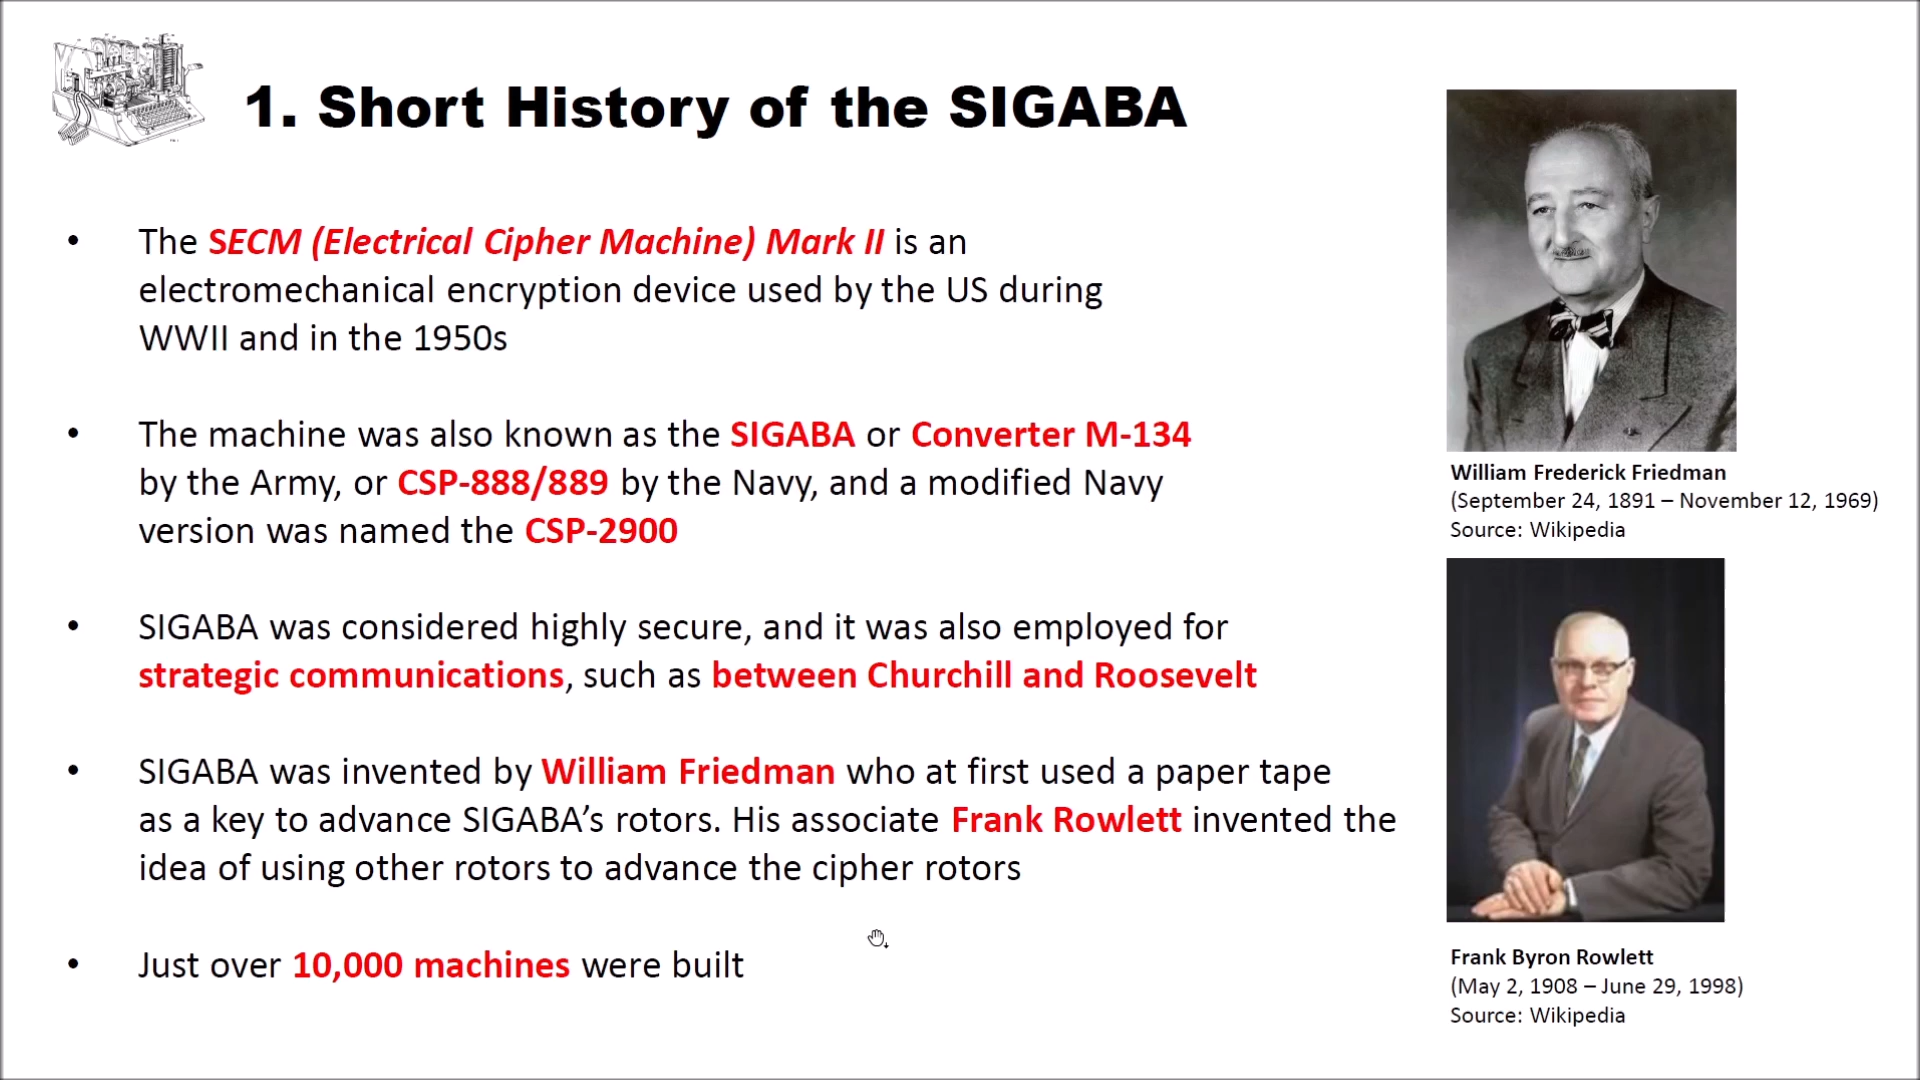 1. Short History of the SIGABA
• The SECM (Electrical Cipher Machine) Mark II is an
electromechanical encryption device used by the US during
WWII and in the 1950s
• The machine was also known as the SIGABA or Converter M-134
by the Army, or CSP-888/889 by the Navy, and a modified Navy
version was named the CSP-2900
• SIGABA was considered highly secure, and it was also employed for
strategic communications, such as between Churchill and Roosevelt
• SIGABA was invented by William Friedman who at first used a paper tape
as a key to advance SIGABA’s rotors. His associate Frank Rowlett invented the
idea of using other rotors to advance the cipher rotors
• Just over 10,000 machines were built
William Frederick Friedman
(September 24, 1891 – November 12, 1969)
Source: Wikipedia
Frank Byron Rowlett
(May 2, 1908 – June 29, 1998)
Source: Wikipedia